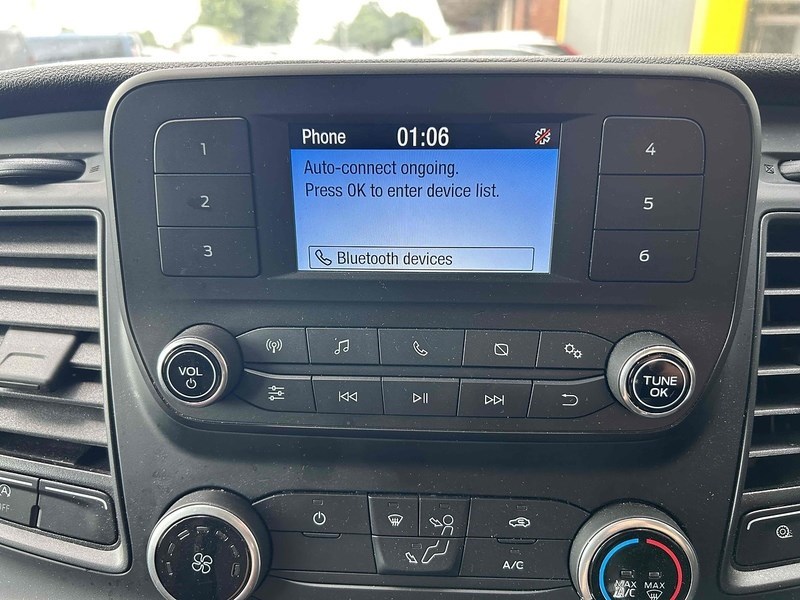 Phone 01:06
Auto-connect ongoing.
Press OK to enter device list.
Bluetooth devices
1
2
3
4
5
6
VOL
TUNE
OK
A/C
MAX
A/C
MAX